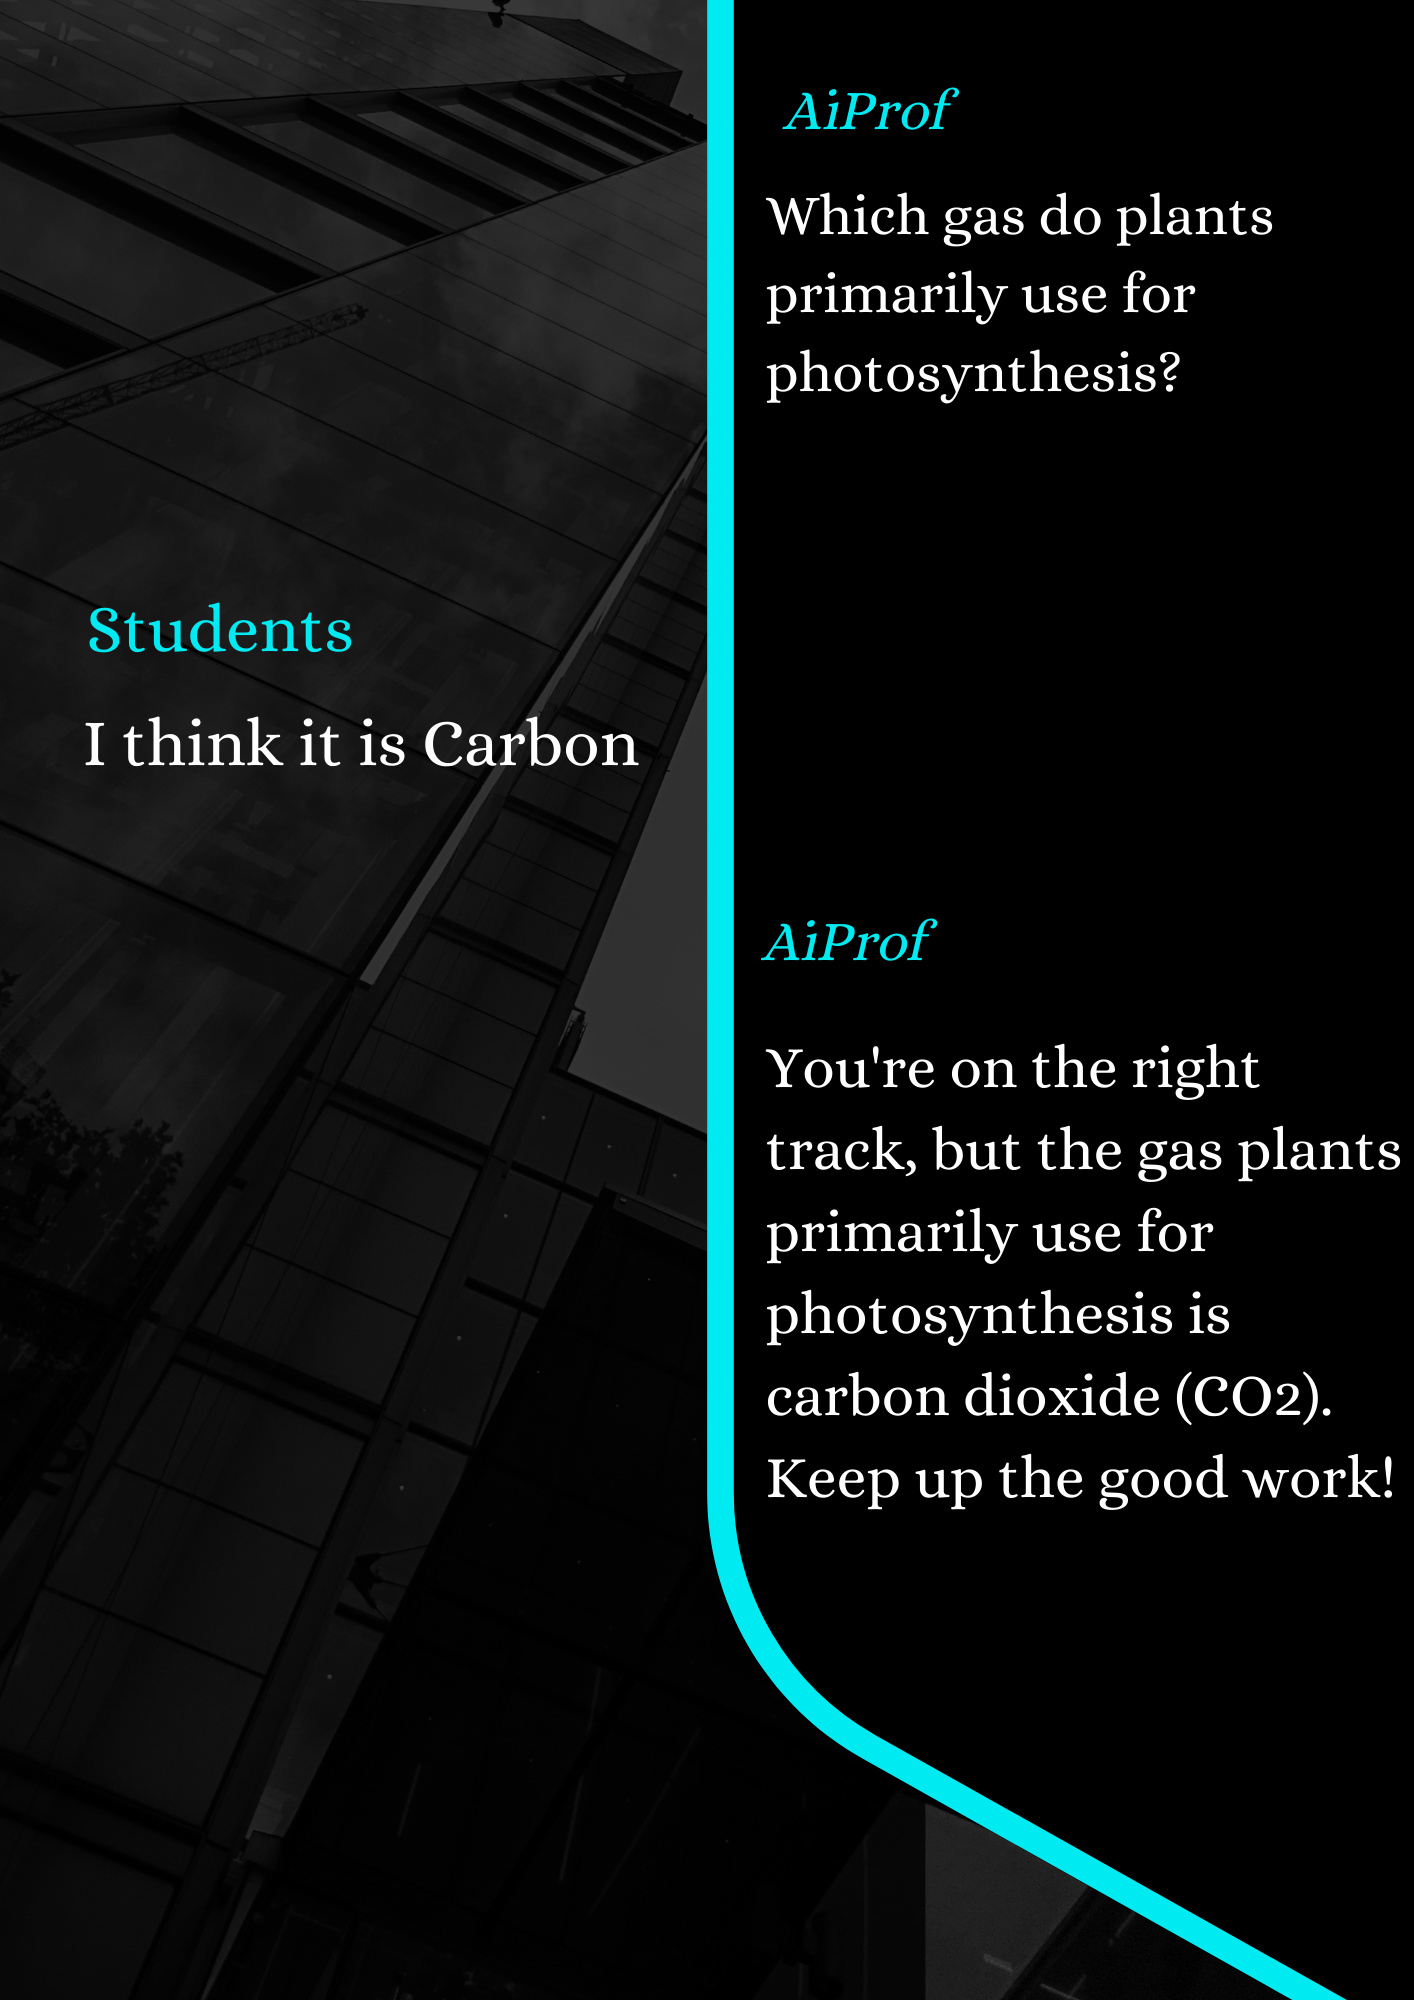 AiProf
Which gas do plants
primarily use for
photosynthesis?
Students
I think it is Carbon
AiProf
You're on the right
track, but the gas plants
primarily use for
photosynthesis is
carbon dioxide (CO2).
Keep up the good work!